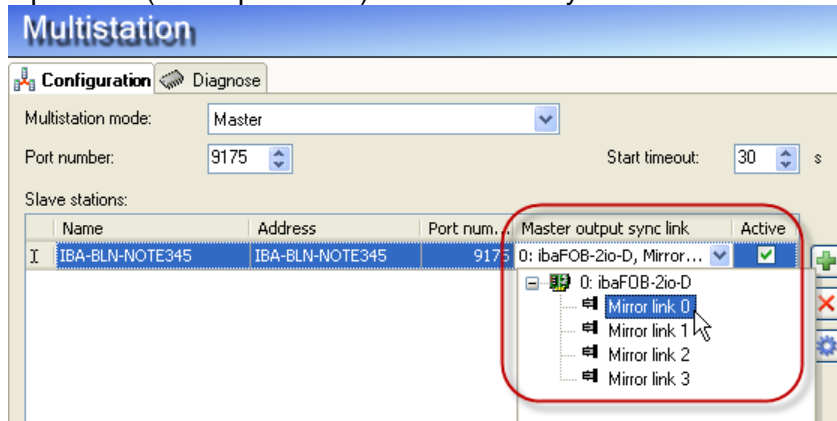 Multistation
Configuration Diagnose
Multistation mode: Master
Port number: 9175 Start timeout: 30 s
Slave stations:
Name Address Port num... Master output sync link Active
IBA-BLN-NOTE345 IBA-BLN-NOTE345 9175 0: ibaFOB-2io-D, Mirror...
0: ibaFOB-2io-D
Mirror link 0
Mirror link 1
Mirror link 2
Mirror link 3